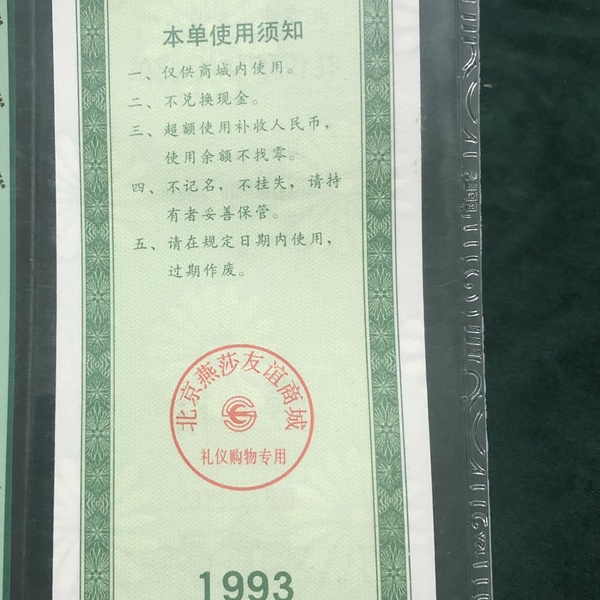 本单使用须知
一、仅供商城内使用。
二、不兑换现金。
三、超额使用补收人民币，
使用余额不找零。
四、不记名，不挂失，请持
有者妥善保管。
五、请在规定日期内使用，
过期作废。
北京燕莎友谊商城
礼仪购物专用
1993